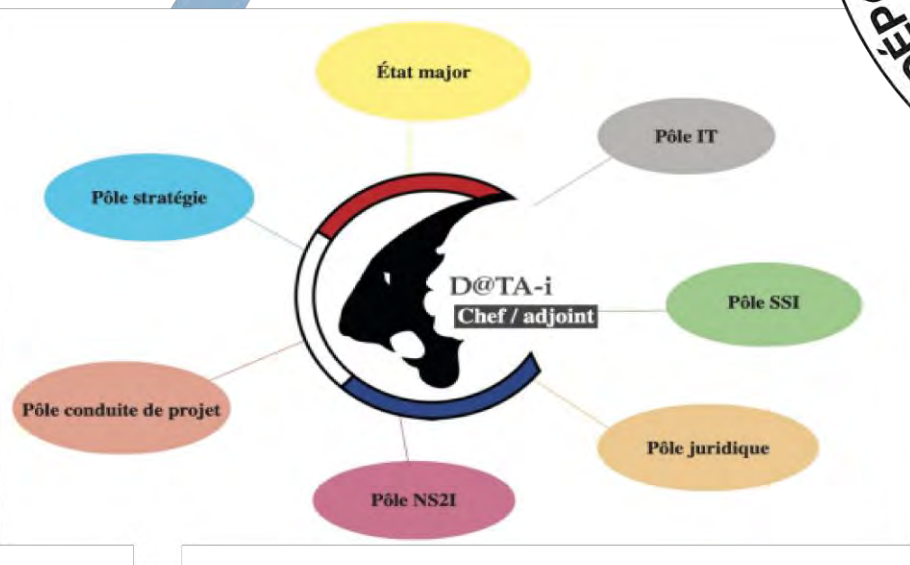 État major
Pôle IT
Pôle stratégie
D@TA-i
Chef / adjoint
Pôle SSI
Pôle conduite de projet
Pôle juridique
Pôle NS2I